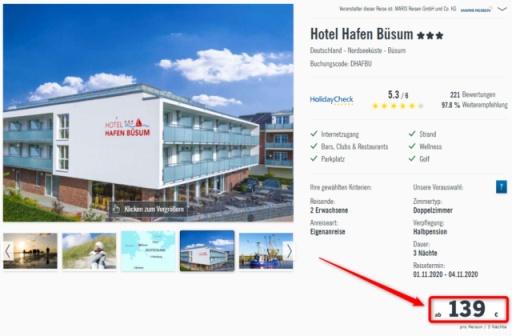 Veranstalter dieser Reise ist: MARIS Reisen GmbH und Co. KG
MARIS REISEN
Hotel Hafen Büsum ★★★
Deutschland - Nordseeküste - Büsum
Buchungscode: DHAFBU
HolidayCheck
5.3 / 6
221 Bewertungen
97.8 % Weiterempfehlung
Internetzugang
Strand
Bars, Clubs & Restaurants
Wellness
Parkplatz
Golf
HOTEL
HAFEN BÜSUM
Klicken zum Vergrößern
Ihre gewählten Kriterien:
Unsere Vorauswahl:
?
Reisende:
2 Erwachsene
Zimmertyp:
Doppelzimmer
Anreiseart:
Eigenanreise
Verpflegung:
Halbpension
Dauer:
3 Nächte
Reisetermin:
01.11.2020 - 04.11.2020
ab 139 €
pro Person / 3 Nächte